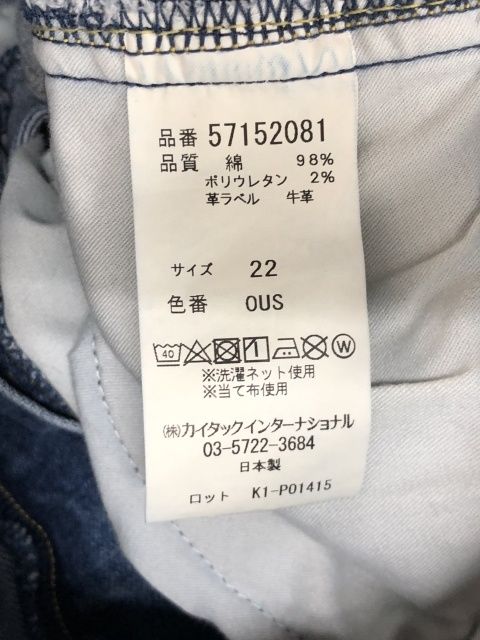 品番 57152081
品質 綿 98%
ポリウレタン 2%
革ラベル 牛革
サイズ 22
色番 OUS
40 W
※洗濯ネット使用
※当て布使用
㈱カイタックインターナショナル
03-5722-3684
日本製
ロット K1-P01415